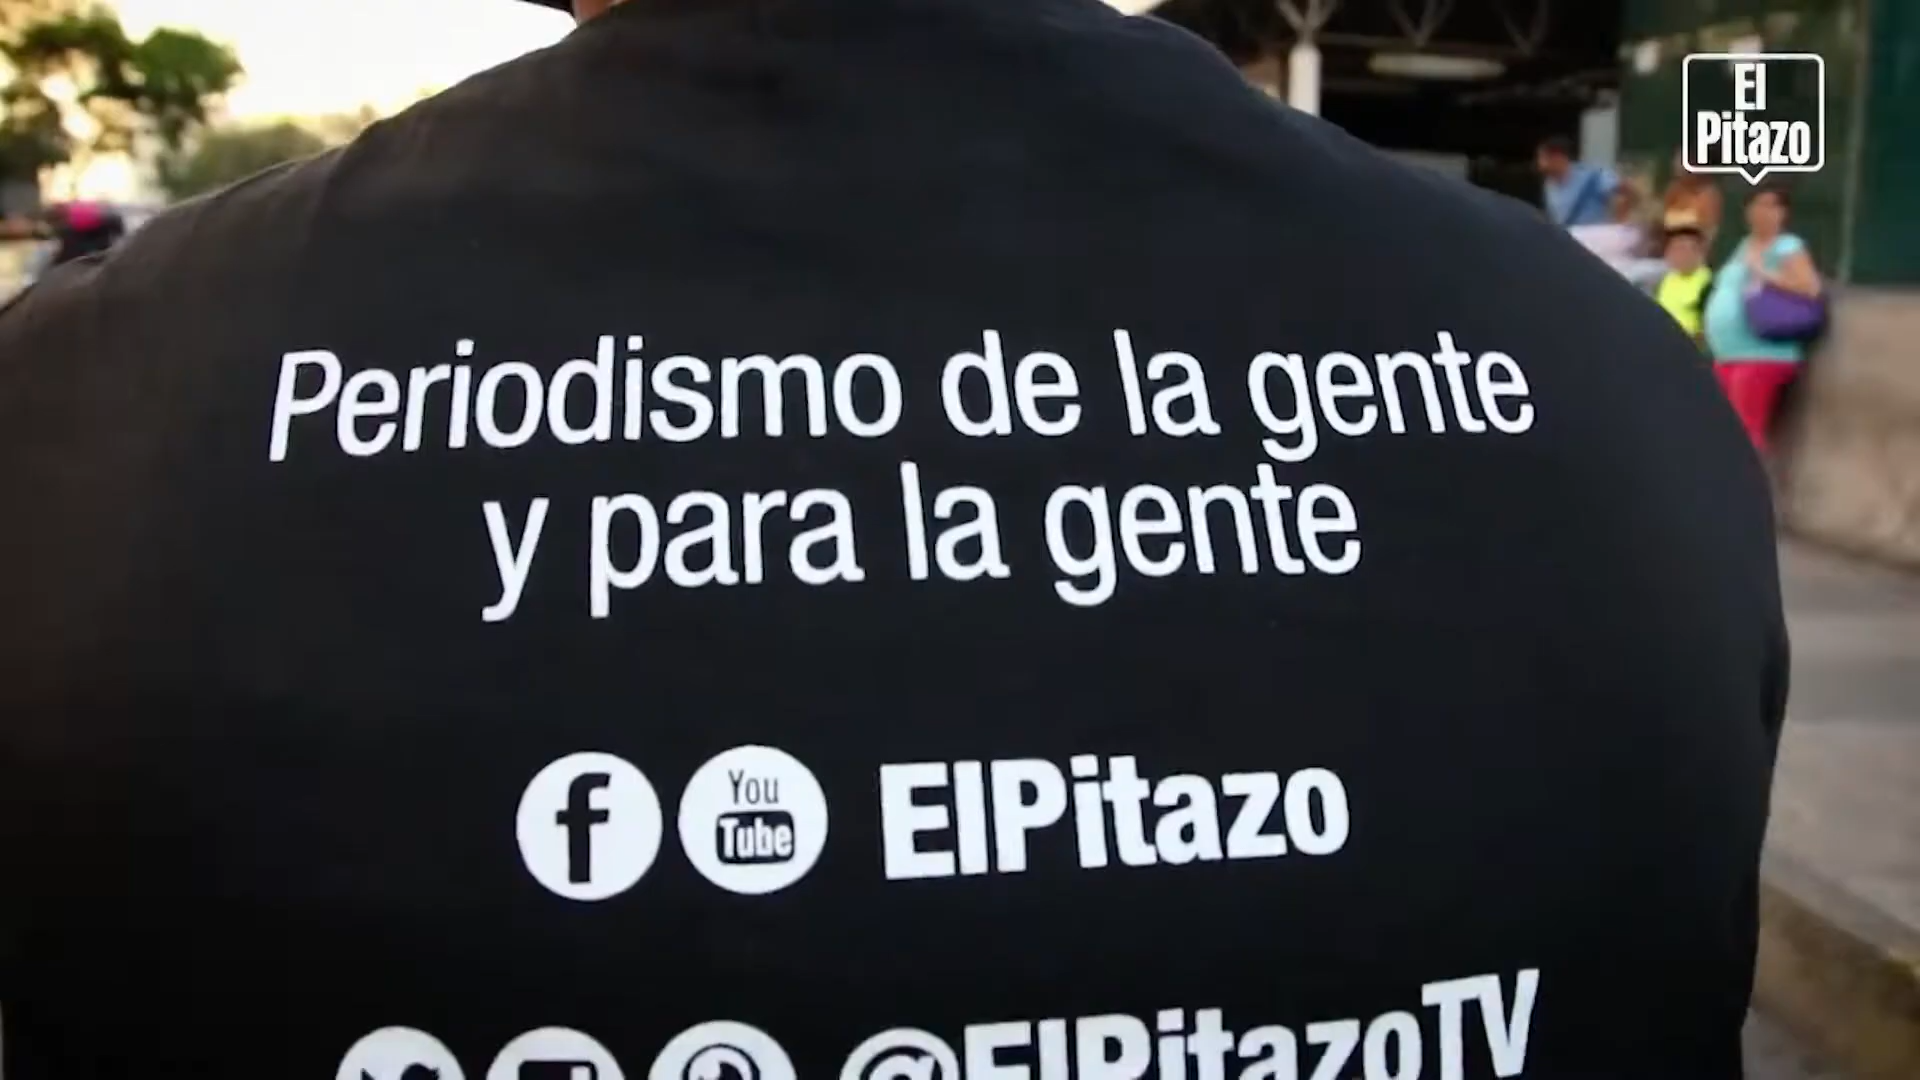 El
Pitazo
Periodismo de la gente
y para la gente
f You
Tube ElPitazo
@ElPitazoTV